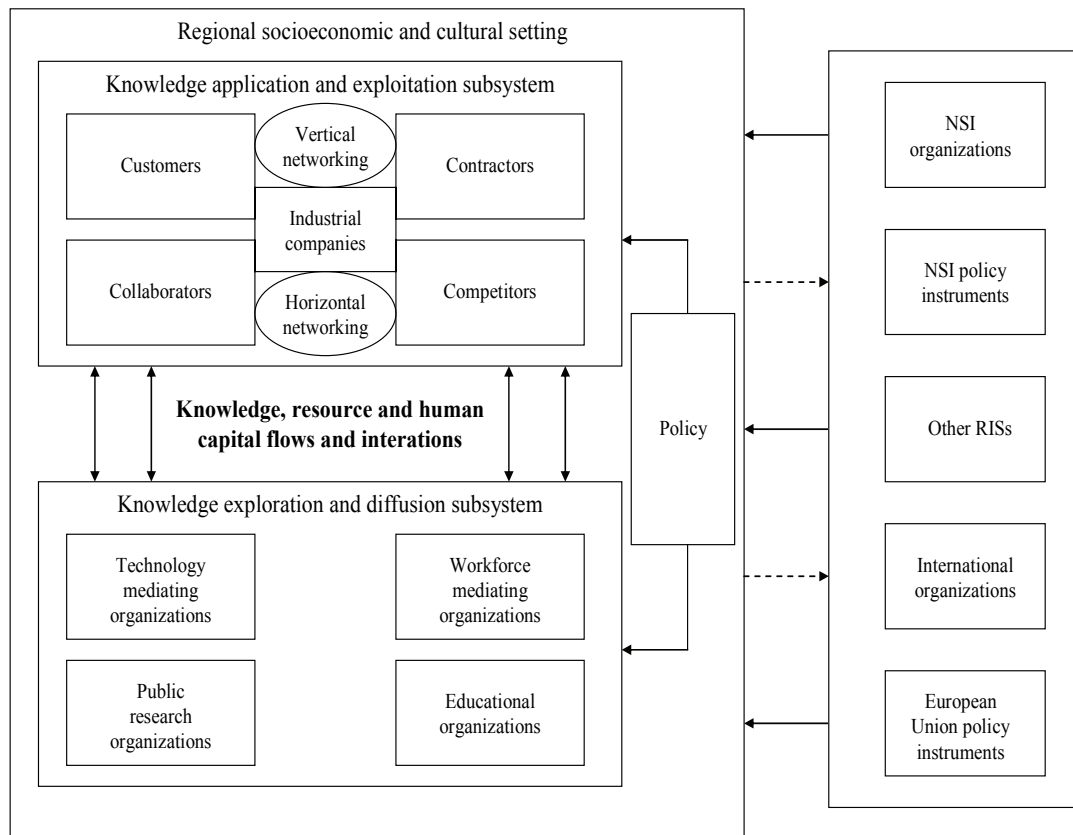 Regional socioeconomic and cultural setting
Knowledge application and exploitation subsystem
Customers
Vertical
networking
Contractors
Industrial
companies
Collaborators
Horizontal
networking
Competitors
Knowledge, resource and human
capital flows and interations
Policy
Knowledge exploration and diffusion subsystem
Technology
mediating
organizations
Workforce
mediating
organizations
Public
research
organizations
Educational
organizations
NSI
organizations
NSI policy
instruments
Other RISs
International
organizations
European
Union policy
instruments